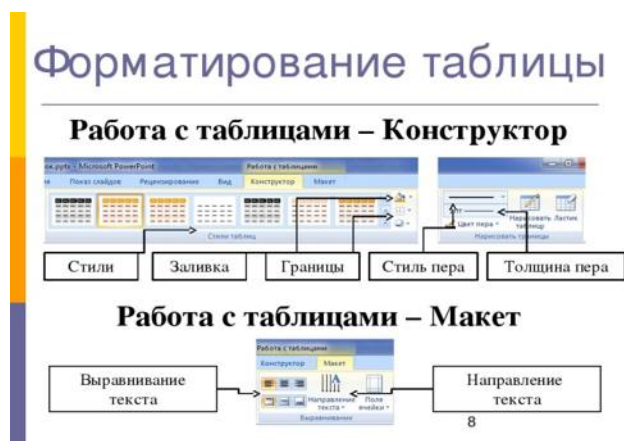 Форматирование таблицы
Работа с таблицами – Конструктор
ок.pptx - Microsoft PowerPoint
Работа с таблицами
Показ слайдов
Рецензирование
Вид
Конструктор
Макет
Цвет пера
Нарисовать таблицу
Ластик
Стили таблиц
Нарисовать границы
Стили
Заливка
Границы
Стиль пера
Толщина пера
Работа с таблицами – Макет
Работа с таблицами
Конструктор
Макет
Выравнивание
текста
Направление
текста
Поля
ячейки
Выравнивание
Направление
текста
8